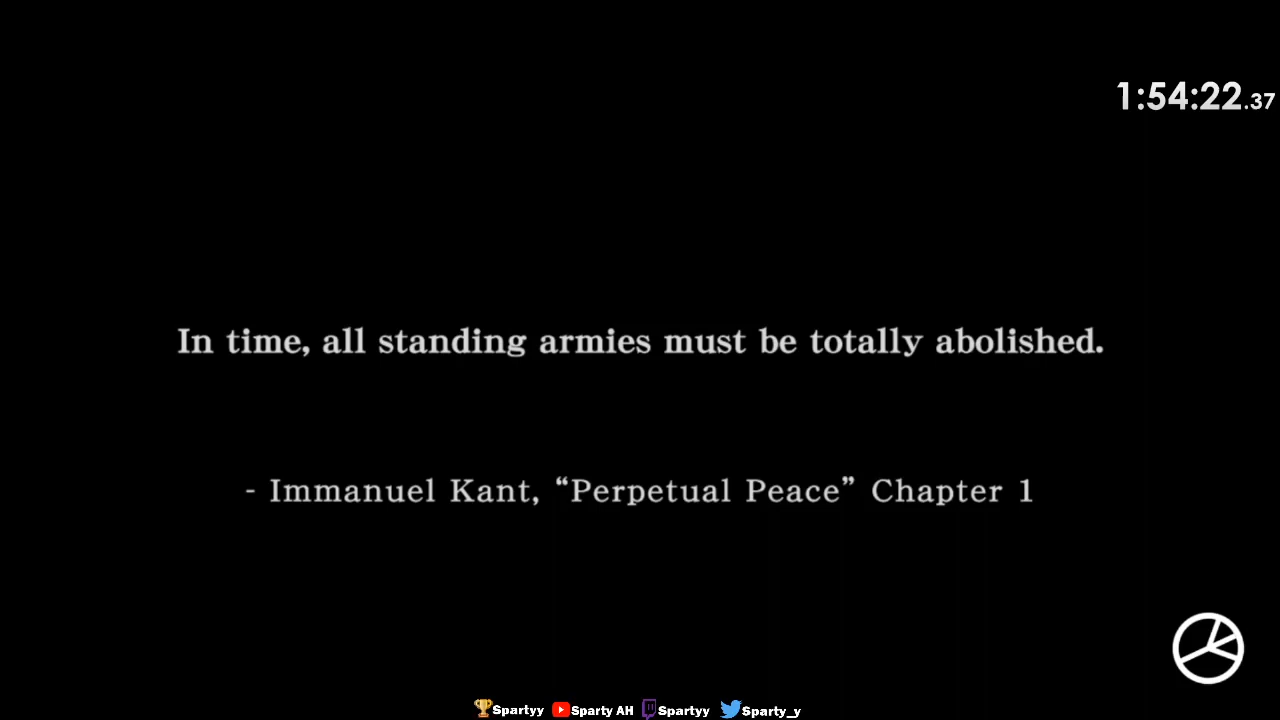 1:54:22.37
In time, all standing armies must be totally abolished.
- Immanuel Kant, “Perpetual Peace” Chapter 1
Spartyy Sparty AH Spartyy Sparty_y